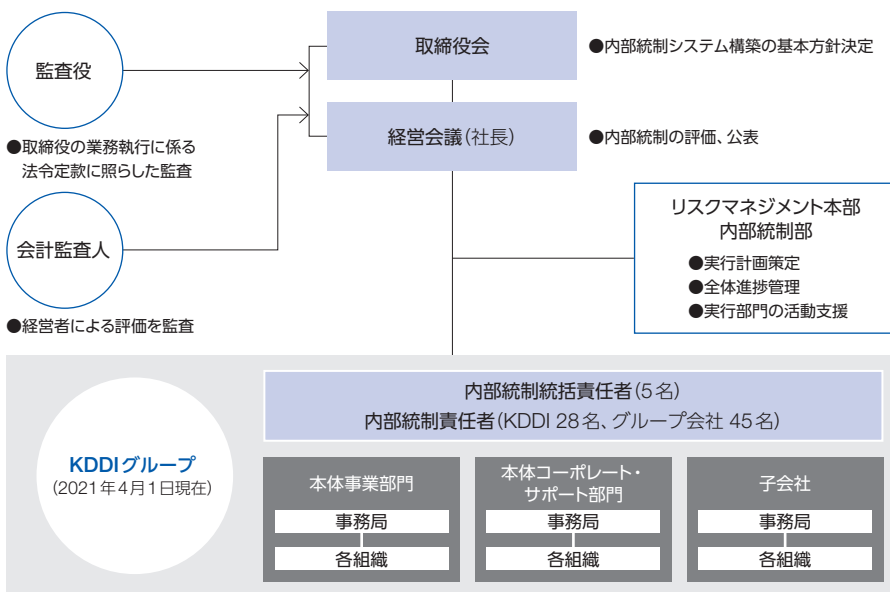 監査役
●取締役の業務執行に係る
法令定款に照らした監査
会計監査人
●経営者による評価を監査
取締役会
●内部統制システム構築の基本方針決定
経営会議(社長)
●内部統制の評価、公表
リスクマネジメント本部
内部統制部
●実行計画策定
●全体進捗管理
●実行部門の活動支援
KDDIグループ
(2021年4月1日現在)
内部統制統括責任者(5名)
内部統制責任者(KDDI 28名、グループ会社 45名)
本体事業部門
事務局
各組織
本体コーポレート・
サポート部門
事務局
各組織
子会社
事務局
各組織